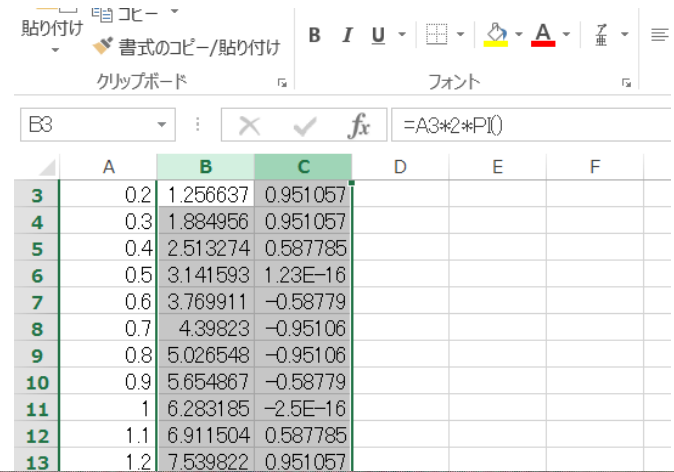 コピー
貼り付け
書式のコピー/貼り付け
B I U A 亜
クリップボード フォント
B3 fx =A3*2*PI()
A B C D E F
3 0.2 1.256637 0.951057
4 0.3 1.884956 0.951057
5 0.4 2.513274 0.587785
6 0.5 3.141593 1.23E-16
7 0.6 3.769911 -0.58779
8 0.7 4.39823 -0.95106
9 0.8 5.026548 -0.95106
10 0.9 5.654867 -0.58779
11 1 6.283185 -2.5E-16
12 1.1 6.911504 0.587785
13 1.2 7.539822 0.951057